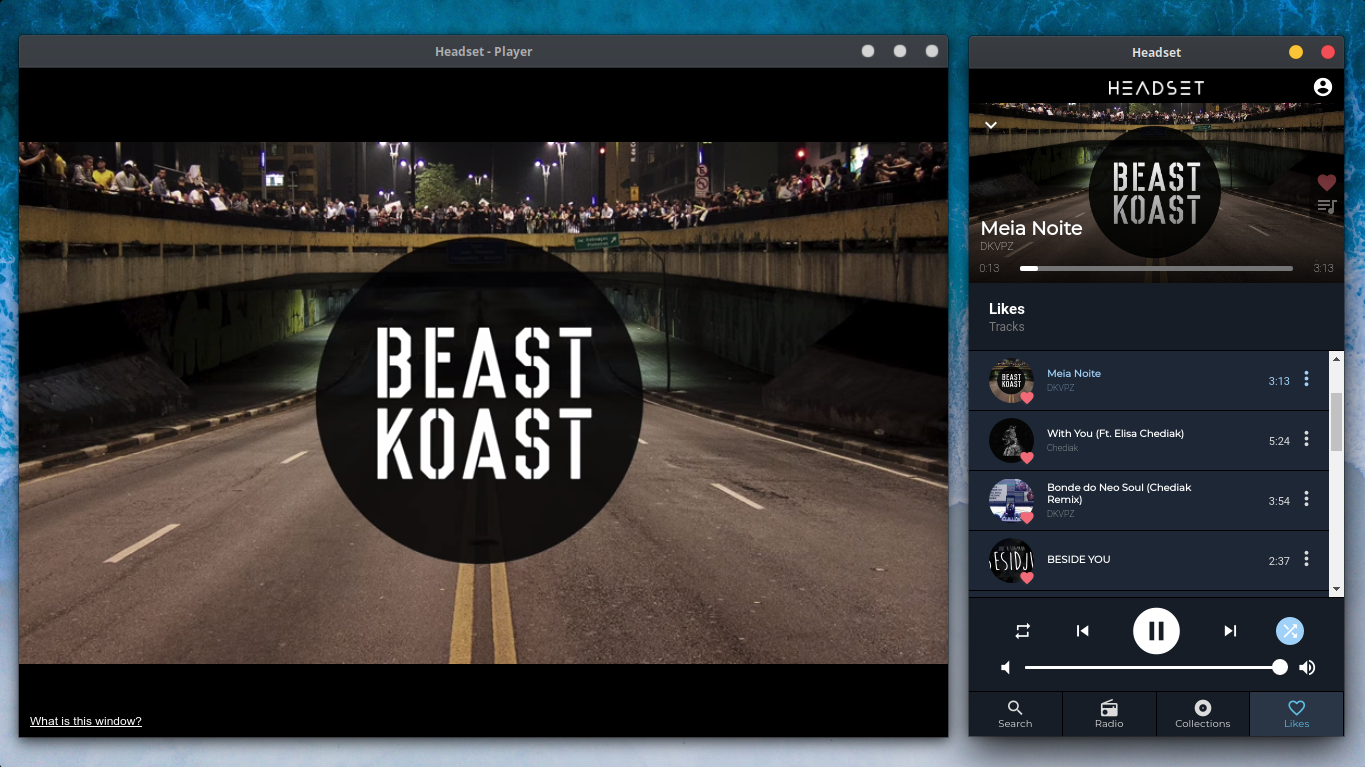 Headset - Player
BEAST
KOAST
What is this window?
Headset
HEADSET
BEAST
KOAST
Meia Noite
DKVPZ
0:13
3:13
Likes
Tracks
BEAST
KOAST
Meia Noite
DKVPZ
3:13
With You (Ft. Elisa Chediak)
Chediak
5:24
Bonde do Neo Soul (Chediak
Remix)
DKVPZ
3:54
BESIDE YOU
2:37
Search
Radio
Collections
Likes